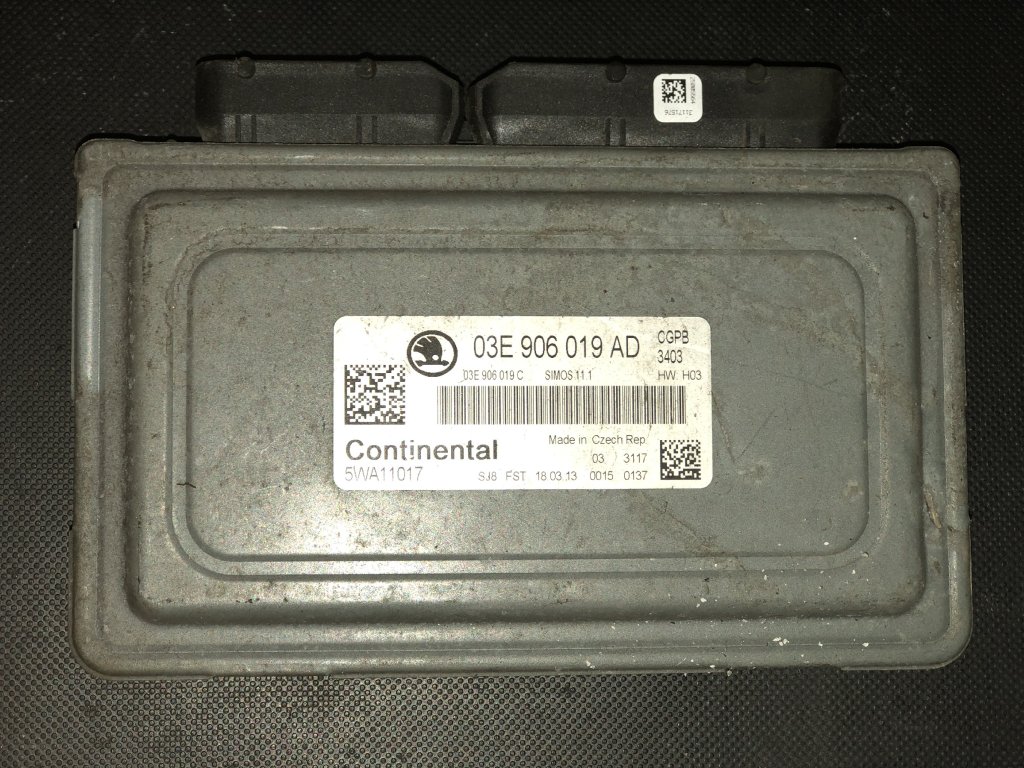 31171576
03E 906 019 AD
CGPB
3403
03E 906 019 C SIMOS 11.1 HW: H03
Continental
Made in Czech Rep.
03 3117
5WA11017 SJ8 FST 18.03.13 0015 0137